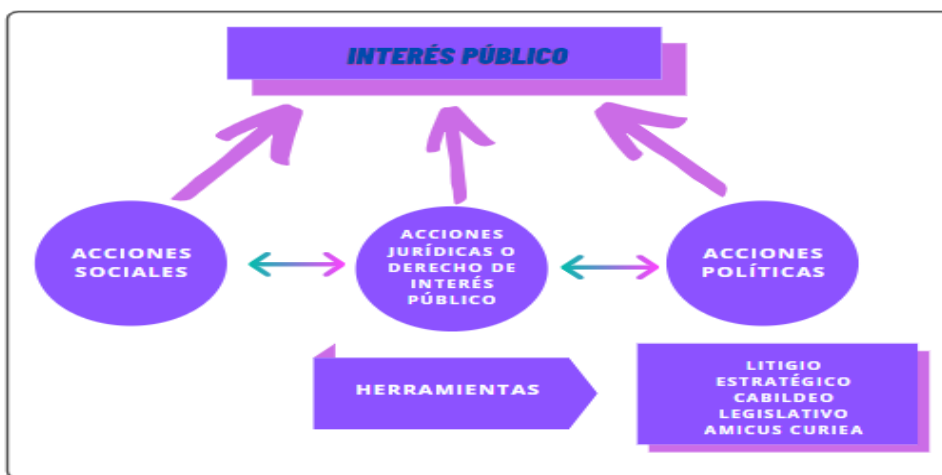 INTERÉS PÚBLICO
ACCIONES
SOCIALES
ACCIONES
JURÍDICAS O
DERECHO DE
INTERÉS
PÚBLICO
ACCIONES
POLÍTICAS
HERRAMIENTAS
LITIGIO
ESTRATÉGICO
CABILDEO
LEGISLATIVO
AMICUS CURIEA